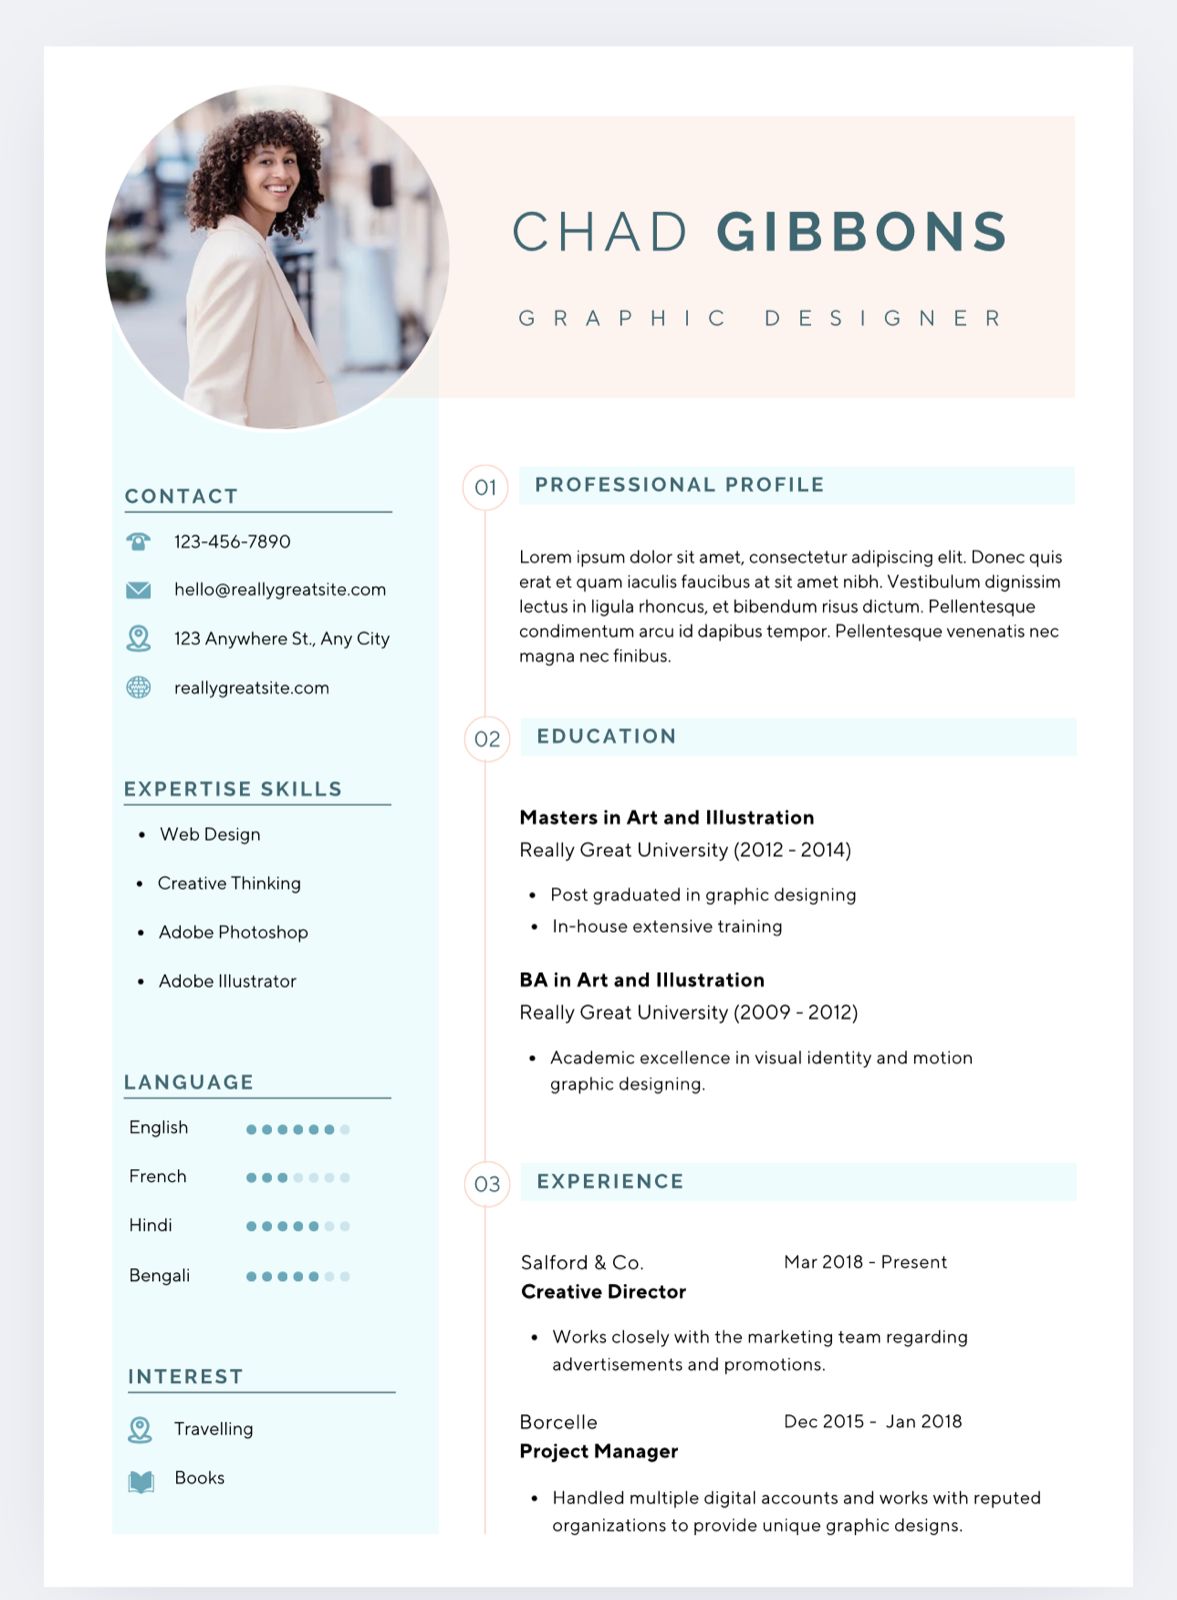 CHAD GIBBONS
GRAPHIC DESIGNER
CONTACT
123-456-7890
hello@reallygreatsite.com
123 Anywhere St., Any City
reallygreatsite.com
EXPERTISE SKILLS
• Web Design
• Creative Thinking
• Adobe Photoshop
• Adobe Illustrator
LANGUAGE
English
French
Hindi
Bengali
INTEREST
Travelling
Books
01 PROFESSIONAL PROFILE
Lorem ipsum dolor sit amet, consectetur adipiscing elit. Donec quis
erat et quam iaculis faucibus at sit amet nibh. Vestibulum dignissim
lectus in ligula rhoncus, et bibendum risus dictum. Pellentesque
condimentum arcu id dapibus tempor. Pellentesque venenatis nec
magna nec finibus.
02 EDUCATION
Masters in Art and Illustration
Really Great University (2012 - 2014)
• Post graduated in graphic designing
• In-house extensive training
BA in Art and Illustration
Really Great University (2009 - 2012)
• Academic excellence in visual identity and motion
graphic designing.
03 EXPERIENCE
Salford & Co. Mar 2018 - Present
Creative Director
• Works closely with the marketing team regarding
advertisements and promotions.
Borcelle Dec 2015 - Jan 2018
Project Manager
• Handled multiple digital accounts and works with reputed
organizations to provide unique graphic designs.